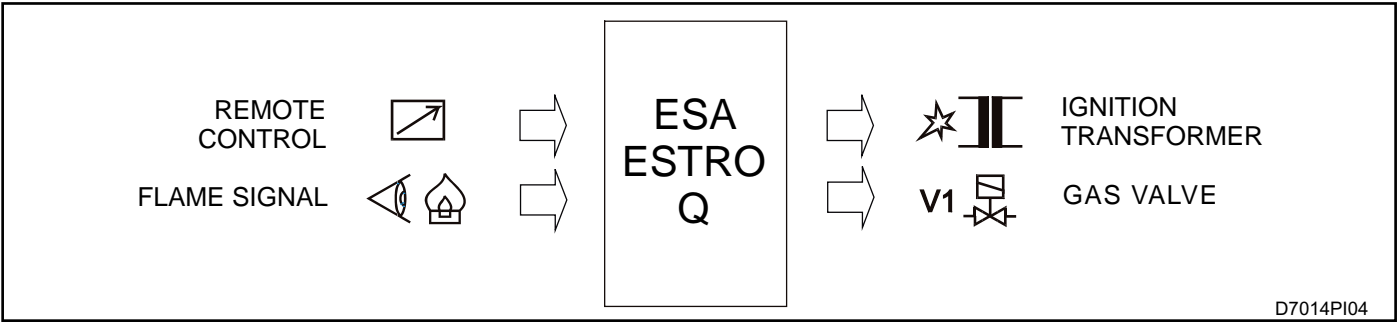 REMOTE
CONTROL
FLAME SIGNAL
ESA
ESTRO
Q
IGNITION
TRANSFORMER
V1
GAS VALVE
D7014PI04